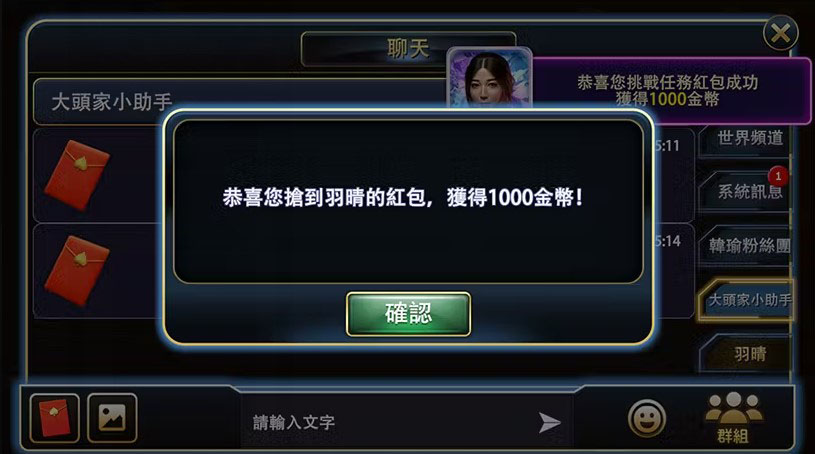 聊天
恭喜您挑戰任務紅包成功
獲得1000金幣
大頭家小助手
5:11
世界頻道
1
系統訊息
恭喜您搶到羽晴的紅包，獲得1000金幣!
5:14
韓瑜粉絲團
大頭家小助手
確認
羽晴
請輸入文字
群組